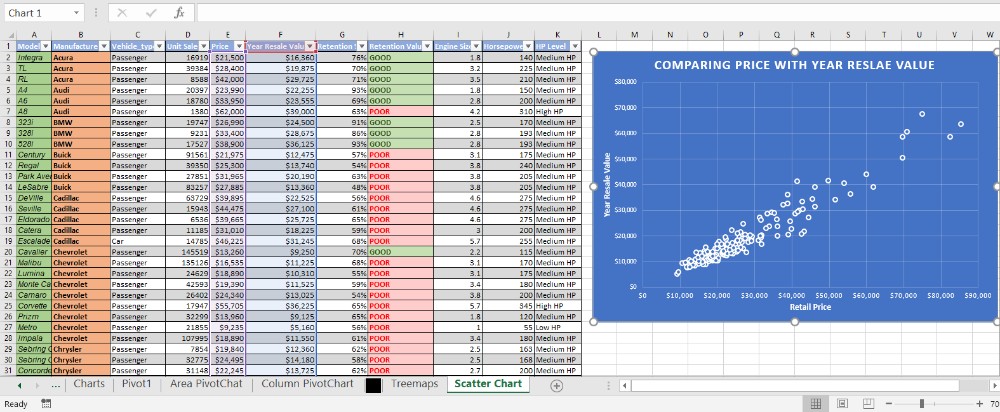 Chart 1
fx
A B C D E F G H I J K L M N O P Q R S T U V W
1 Model Manufacture Vehicle_typ Unit Sale Price Year Resale Valu Retention % Retention Valu Engine Siz Horsepowe HP Level
2 Integra Acura Passenger 16919 $21,500 $16,360 76% GOOD 1.8 140 Medium HP
3 TL Acura Passenger 39384 $28,400 $19,875 70% GOOD 3.2 225 Medium HP
4 RL Acura Passenger 8588 $42,000 $29,725 71% GOOD 3.5 210 Medium HP
5 A4 Audi Passenger 20397 $23,990 $22,255 93% GOOD 1.8 150 Medium HP
6 A6 Audi Passenger 18780 $33,950 $23,555 69% GOOD 2.8 200 Medium HP
7 A8 Audi Passenger 1380 $62,000 $39,000 63% POOR 4.2 310 High HP
8 323i BMW Passenger 19747 $26,990 $24,500 91% GOOD 2.5 170 Medium HP
9 328i BMW Passenger 9231 $33,400 $28,675 86% GOOD 2.8 193 Medium HP
10 528i BMW Passenger 17527 $38,900 $36,125 93% GOOD 2.8 193 Medium HP
11 Century Buick Passenger 91561 $21,975 $12,475 57% POOR 3.1 175 Medium HP
12 Regal Buick Passenger 39350 $25,300 $13,740 54% POOR 3.8 240 Medium HP
13 Park Aver Buick Passenger 27851 $31,965 $20,190 63% POOR 3.8 205 Medium HP
14 LeSabre Buick Passenger 83257 $27,885 $13,360 48% POOR 3.8 205 Medium HP
15 DeVille Cadillac Passenger 63729 $39,895 $22,525 56% POOR 4.6 275 Medium HP
16 Seville Cadillac Passenger 15943 $44,475 $27,100 61% POOR 4.6 275 Medium HP
17 Eldorado Cadillac Passenger 6536 $39,665 $25,725 65% POOR 4.6 275 Medium HP
18 Catera Cadillac Passenger 11185 $31,010 $18,225 59% POOR 3 200 Medium HP
19 Escalade Cadillac Car 14785 $46,225 $31,245 68% POOR 5.7 255 Medium HP
20 Cavalier Chevrolet Passenger 145519 $13,260 $9,250 70% GOOD 2.2 115 Medium HP
21 Malibu Chevrolet Passenger 135126 $16,535 $11,225 68% POOR 3.1 170 Medium HP
22 Lumina Chevrolet Passenger 24629 $18,890 $10,310 55% POOR 3.1 175 Medium HP
23 Monte Ca Chevrolet Passenger 42593 $19,390 $11,525 59% POOR 3.4 180 Medium HP
24 Camaro Chevrolet Passenger 26402 $24,340 $13,025 54% POOR 3.8 200 Medium HP
25 Corvette Chevrolet Passenger 17947 $55,705 $36,225 65% POOR 5.7 345 High HP
26 Prizm Chevrolet Passenger 32299 $13,960 $9,125 65% POOR 1.8 120 Medium HP
27 Metro Chevrolet Passenger 21855 $9,235 $5,160 56% POOR 1 55 Low HP
28 Impala Chevrolet Passenger 107995 $18,890 $11,550 61% POOR 3.4 180 Medium HP
29 Sebring C Chrysler Passenger 7854 $19,840 $12,360 62% POOR 2.5 163 Medium HP
30 Sebring C Chrysler Passenger 32775 $24,495 $14,180 58% POOR 2.5 168 Medium HP
31 Concorde Chrysler Passenger 31148 $22,245 $13,725 62% POOR 2.7 200 Medium HP
COMPARING PRICE WITH YEAR RESLAE VALUE
Year Resale Value
$80,000
$70,000
$60,000
$50,000
$40,000
$30,000
$20,000
$10,000
$0
$0 $10,000 $20,000 $30,000 $40,000 $50,000 $60,000 $70,000 $80,000 $90,000
Retail Price
... Charts Pivot1 Area PivotChat Column PivotChart Treemaps Scatter Chart
Ready 70